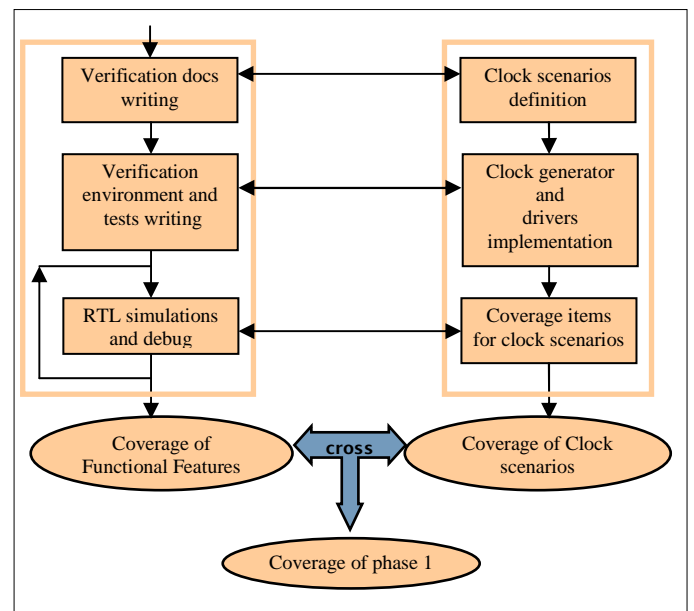 Verification docs
writing
Clock scenarios
definition
Verification
environment and
tests writing
Clock generator
and
drivers
implementation
RTL simulations
and debug
Coverage items
for clock scenarios
Coverage of
Functional Features
cross
Coverage of Clock
scenarios
Coverage of phase 1